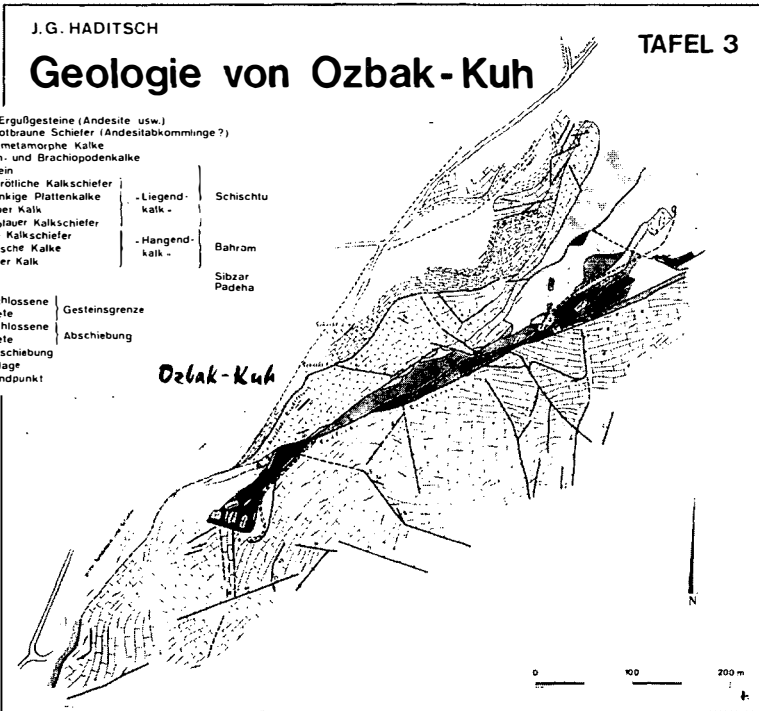 J.G. HADITSCH
TAFEL 3
Geologie von Ozbak-Kuh
Ergußgesteine (Andesite usw.)
otbraune Schiefer (Andesitabkommlinge?)
metamorphe Kalke
n- und Brachiopodenkalke
ein
rötliche Kalkschiefer
nkige Plattenkalke
er Kalk
blauer Kalkschiefer
Kalkschiefer
sche Kalke
er Kalk
-Liegend-
kalk-
-Hangend-
kalk-
Schischtu
Bahram
Sibzar
Padeha
hlossene
ete
Gesteinsgrenze
hlossene
ete
Abschiebung
schiebung
lage
ndpunkt
Ozbak-Kuh
N
0 100 200 m